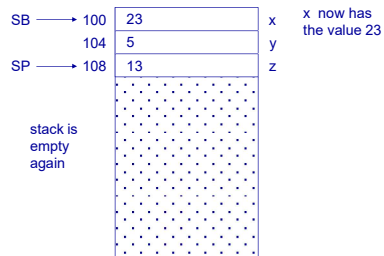 SB 100 23 x
104 5 y
SP 108 13 z
x now has
the value 23
stack is
empty
again